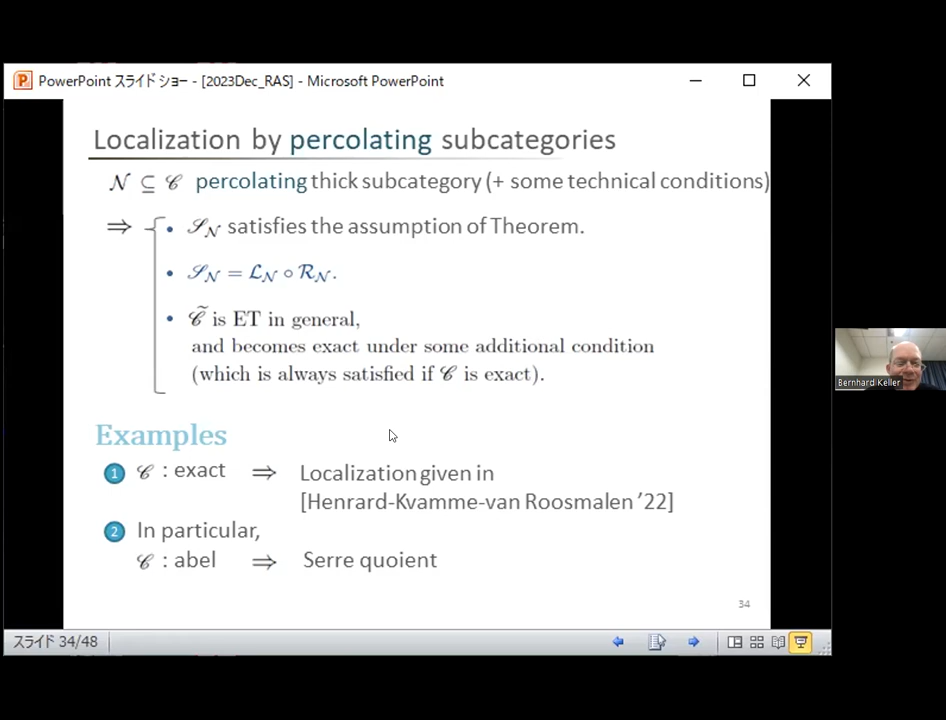 PowerPoint スライド ショー - [2023Dec_RAS] - Microsoft PowerPoint
Localization by percolating subcategories
𝒩 ⊆ 𝒞 percolating thick subcategory (+ some technical conditions)
⇒ • 𝒮_𝒩 satisfies the assumption of Theorem.
• 𝒮_𝒩 = ℒ_𝒩 ∘ ℛ_𝒩.
• 𝒞̃ is ET in general,
and becomes exact under some additional condition
(which is always satisfied if 𝒞 is exact).
Examples
1 𝒞 : exact ⇒ Localization given in
[Henrard-Kvamme-van Roosmalen ’22]
2 In particular,
𝒞 : abel ⇒ Serre quoient
34
スライド 34/48
Bernhard Keller